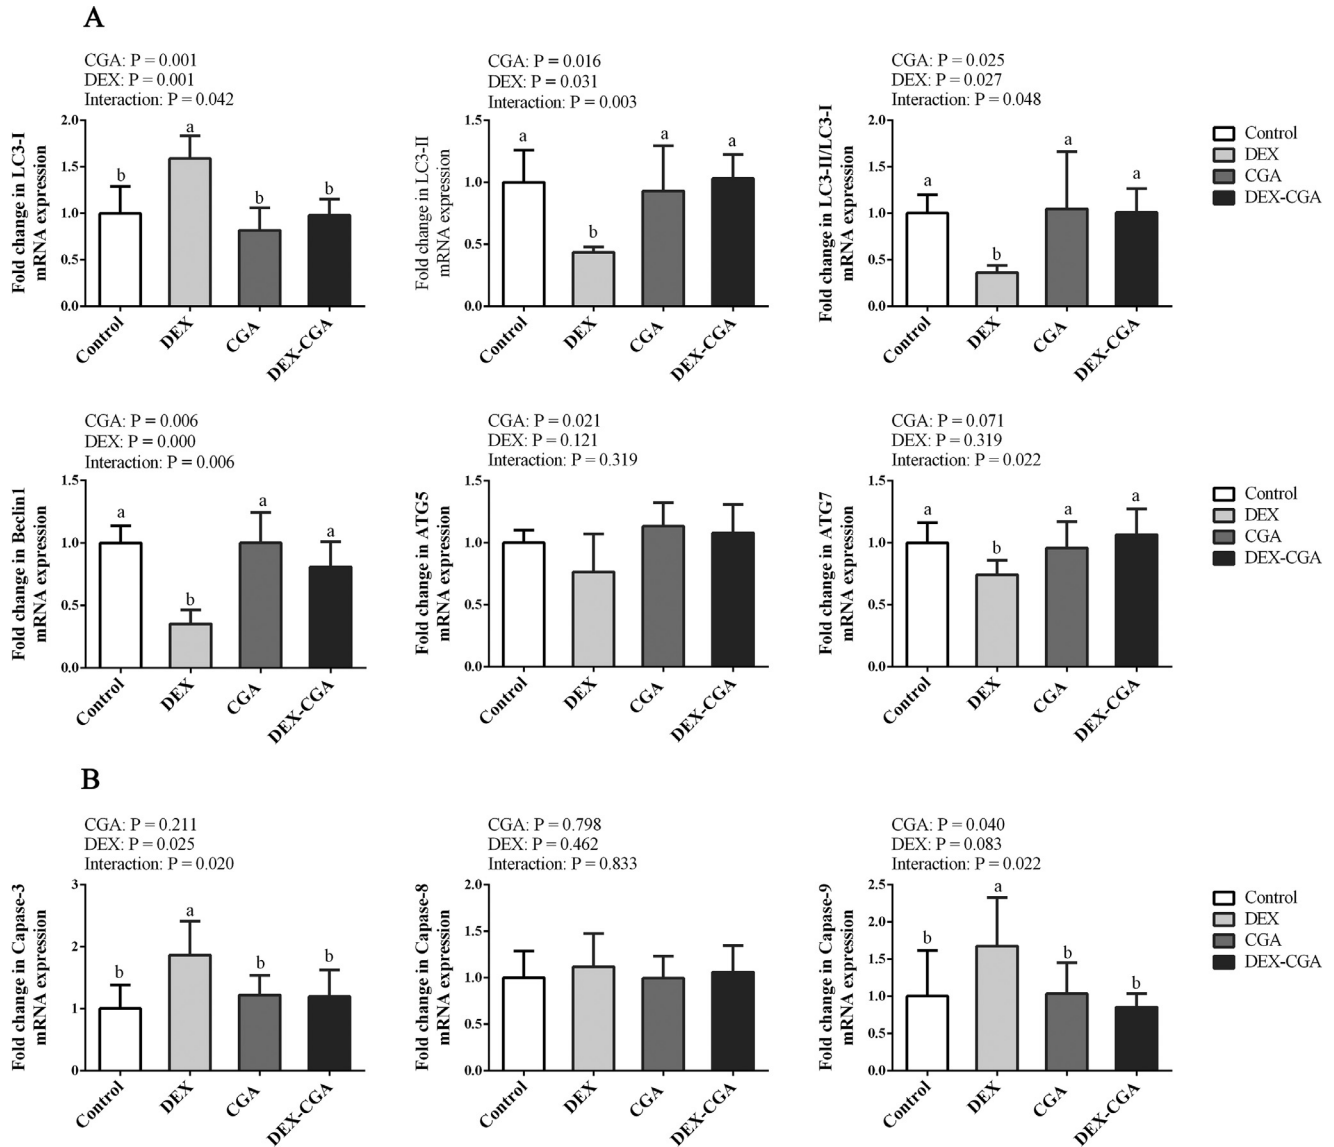 A
CGA: P = 0.001
DEX: P = 0.001
Interaction: P = 0.042
Fold change in LC3-I
mRNA expression
2.0
1.5
1.0
0.5
0.0
b
a
b
b
Control
DEX
CGA
DEX-CGA
CGA: P = 0.016
DEX: P = 0.031
Interaction: P = 0.003
Fold change in LC3-II
mRNA expression
1.5
1.0
0.5
0.0
a
b
a
a
Control
DEX
CGA
DEX-CGA
CGA: P = 0.025
DEX: P = 0.027
Interaction: P = 0.048
Fold change in LC3-II/LC3-I
mRNA expression
2.0
1.5
1.0
0.5
0.0
a
b
a
a
Control
DEX
CGA
DEX-CGA
Control
DEX
CGA
DEX-CGA
CGA: P = 0.006
DEX: P = 0.000
Interaction: P = 0.006
Fold change in Beclin1
mRNA expression
1.5
1.0
0.5
0.0
a
b
a
a
Control
DEX
CGA
DEX-CGA
CGA: P = 0.021
DEX: P = 0.121
Interaction: P = 0.319
Fold change in ATG5
mRNA expression
1.5
1.0
0.5
0.0
Control
DEX
CGA
DEX-CGA
CGA: P = 0.071
DEX: P = 0.319
Interaction: P = 0.022
Fold change in ATG7
mRNA expression
1.5
1.0
0.5
0.0
a
b
a
a
Control
DEX
CGA
DEX-CGA
Control
DEX
CGA
DEX-CGA
B
CGA: P = 0.211
DEX: P = 0.025
Interaction: P = 0.020
Fold change in Capase-3
mRNA expression
3
2
1
0
b
a
b
b
Control
DEX
CGA
DEX-CGA
CGA: P = 0.798
DEX: P = 0.462
Interaction: P = 0.833
Fold change in Capase-8
mRNA expression
2.0
1.5
1.0
0.5
0.0
Control
DEX
CGA
DEX-CGA
CGA: P = 0.040
DEX: P = 0.083
Interaction: P = 0.022
Fold change in Capase-9
mRNA expression
2.5
2.0
1.5
1.0
0.5
0.0
b
a
b
b
Control
DEX
CGA
DEX-CGA
Control
DEX
CGA
DEX-CGA